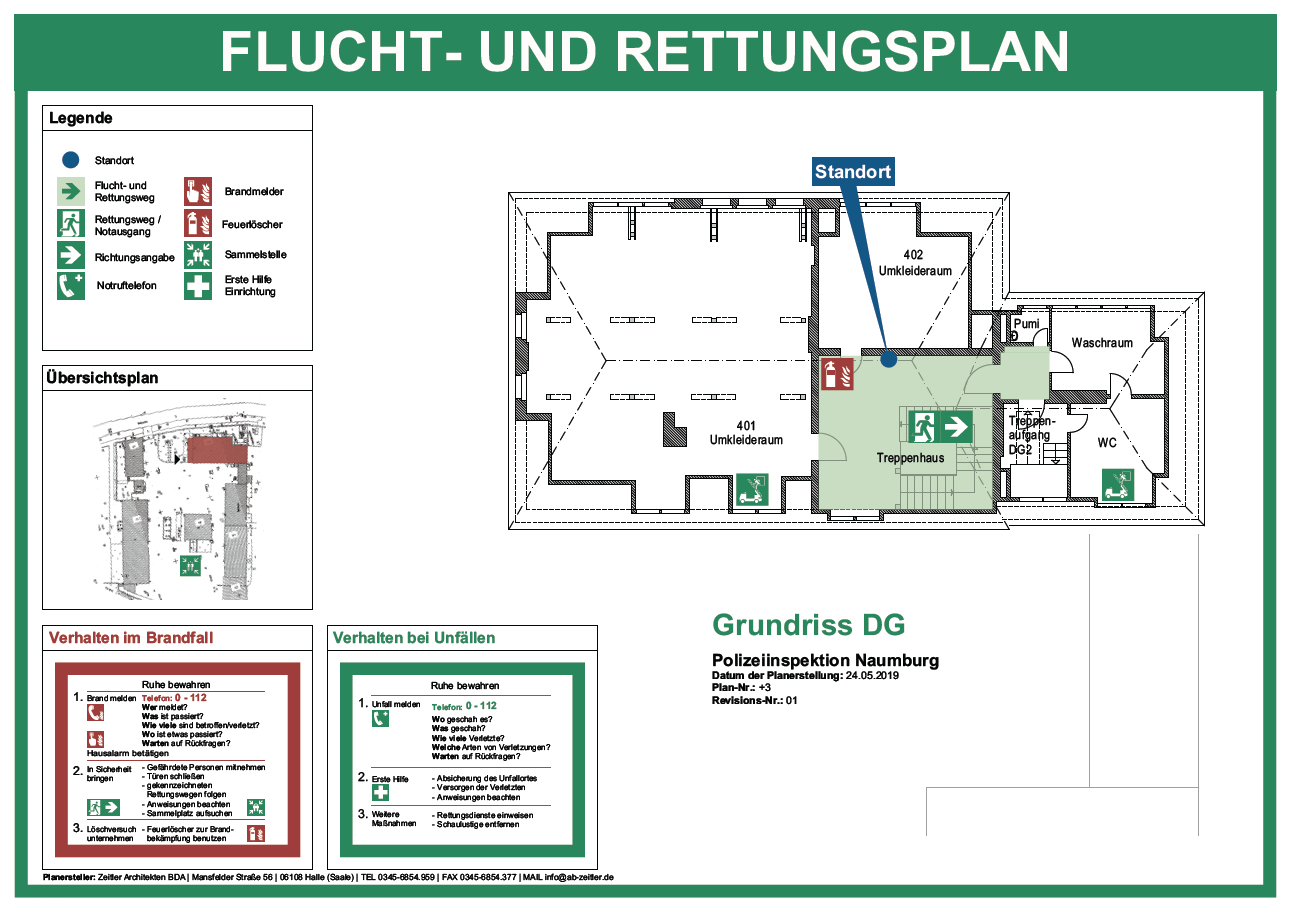 FLUCHT- UND RETTUNGSPLAN
Legende
Standort
Flucht- und
Rettungsweg
Rettungsweg /
Notausgang
Richtungsangabe
Notruftelefon
Brandmelder
Feuerlöscher
Sammelstelle
Erste Hilfe
Einrichtung
Übersichtsplan
Standort
402
Umkleideraum
Pumi
Waschraum
401
Umkleideraum
Treppenhaus
Treppen-
aufgang
DG2
WC
Verhalten im Brandfall
Ruhe bewahren
1. Brand melden Telefon: 0 - 112
Wer meldet?
Was ist passiert?
Wie viele sind betroffen/verletzt?
Wo ist etwas passiert?
Warten auf Rückfragen?
Hausalarm betätigen
2. In Sicherheit
bringen
- Gefährdete Personen mitnehmen
- Türen schließen
- gekennzeichneten
Rettungswegen folgen
- Anweisungen beachten
- Sammelplatz aufsuchen
3. Löschversuch
unternehmen
- Feuerlöscher zur Brand-
bekämpfung benutzen
Verhalten bei Unfällen
Ruhe bewahren
1. Unfall melden Telefon: 0 - 112
Wo geschah es?
Was geschah?
Wie viele Verletzte?
Welche Arten von Verletzungen?
Warten auf Rückfragen?
2. Erste Hilfe
- Absicherung des Unfallortes
- Versorgen der Verletzten
- Anweisungen beachten
3. Weitere
Maßnahmen
- Rettungsdienste einweisen
- Schaulustige entfernen
Grundriss DG
Polizeiinspektion Naumburg
Datum der Planerstellung: 24.05.2019
Plan-Nr.: +3
Revisions-Nr.: 01
Planersteller: Zeitler Architekten BDA | Mansfelder Straße 56 | 06108 Halle (Saale) | TEL 0345-6854.959 | FAX 0345-6854.377 | MAIL info@ab-zeitler.de